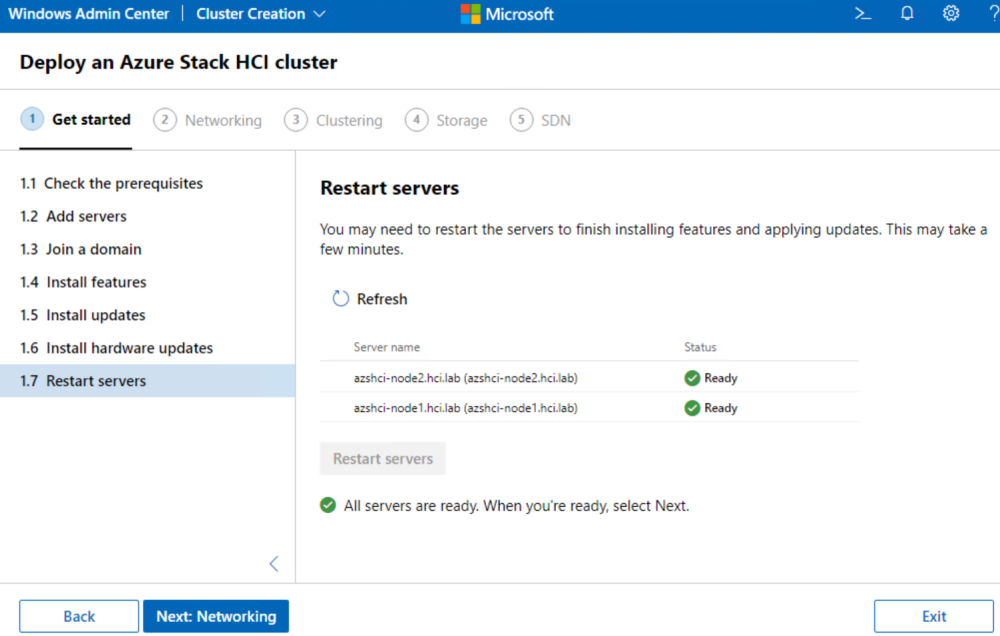 Windows Admin Center | Cluster Creation
Microsoft
?
Deploy an Azure Stack HCI cluster
1 Get started
2 Networking
3 Clustering
4 Storage
5 SDN
1.1 Check the prerequisites
1.2 Add servers
1.3 Join a domain
1.4 Install features
1.5 Install updates
1.6 Install hardware updates
1.7 Restart servers
Restart servers
You may need to restart the servers to finish installing features and applying updates. This may take a
few minutes.
Refresh
Server name Status
azshci-node2.hci.lab (azshci-node2.hci.lab) Ready
azshci-node1.hci.lab (azshci-node1.hci.lab) Ready
Restart servers
All servers are ready. When you're ready, select Next.
Back
Next: Networking
Exit